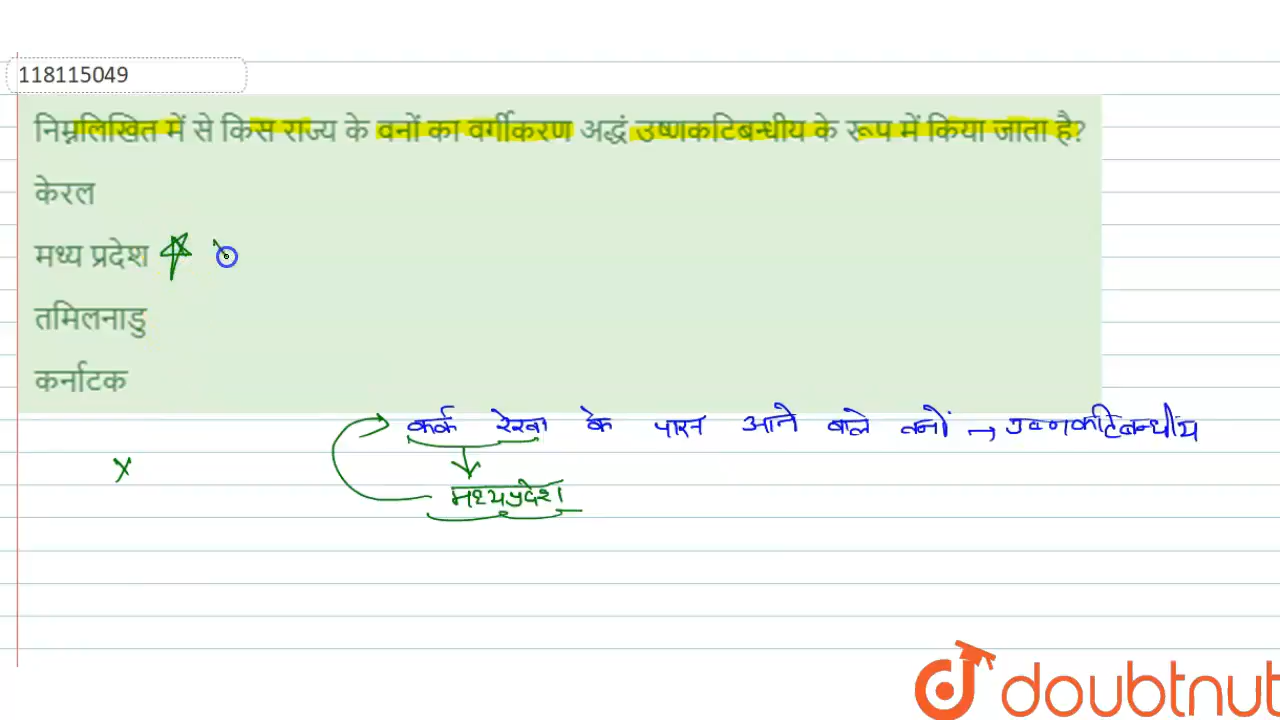 118115049
निम्नलिखित में से किस राज्य के वनों का वर्गीकरण अर्द्धं उष्णकटिबन्धीय के रूप में किया जाता है?
केरल
मध्य प्रदेश
तमिलनाडु
कर्नाटक
कर्क रेखा के पास आने वाले वनों → उष्णकटिबन्धीय
मध्यप्रदेश
doubtnut